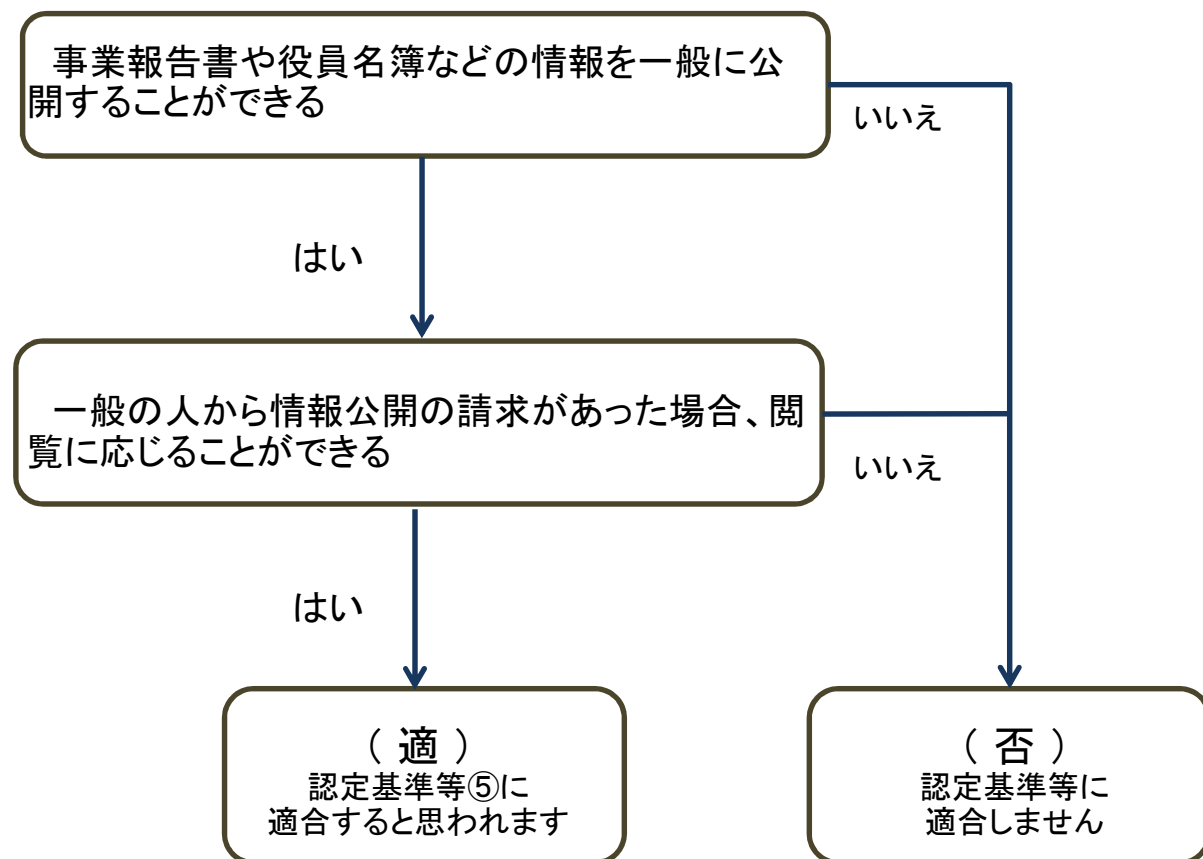 事業報告書や役員名簿などの情報を一般に公
開することができる
いいえ
はい
一般の人から情報公開の請求があった場合、閲
覧に応じることができる
いいえ
はい
（ 適 ）
認定基準等⑤に
適合すると思われます
（ 否 ）
認定基準等に
適合しません